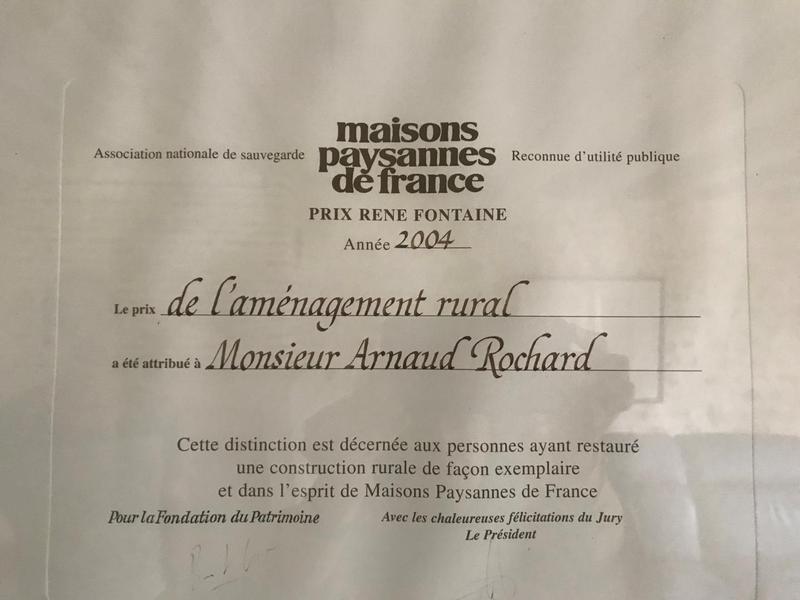 maisons
Association nationale de sauvegarde paysannes Reconnue d'utilité publique
de france
PRIX RENE FONTAINE
Année 2004
Le prix de l'aménagement rural
a été attribué à Monsieur Arnaud Rochard
Cette distinction est décernée aux personnes ayant restauré
une construction rurale de façon exemplaire
et dans l'esprit de Maisons Paysannes de France
Pour la Fondation du Patrimoine Avec les chaleureuses félicitations du Jury
Le Président